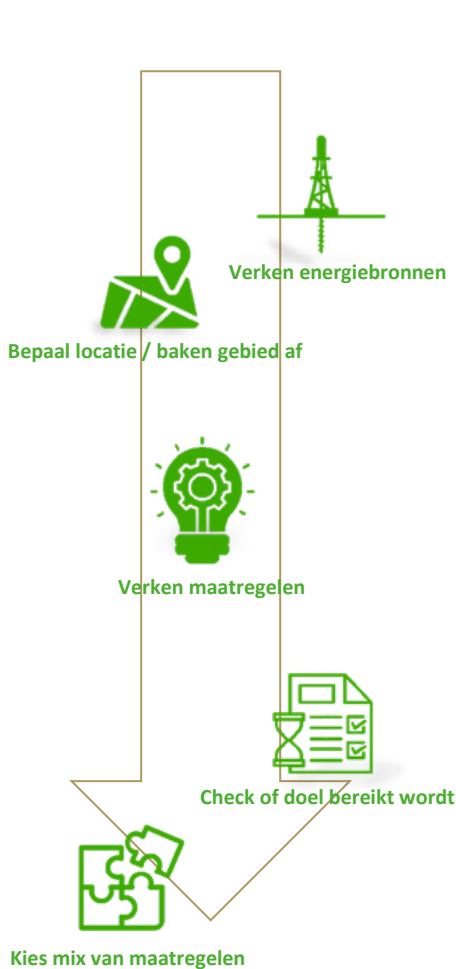 Verken energiebronnen
Bepaal locatie / baken gebied af
Verken maatregelen
Check of doel bereikt wordt
Kies mix van maatregelen